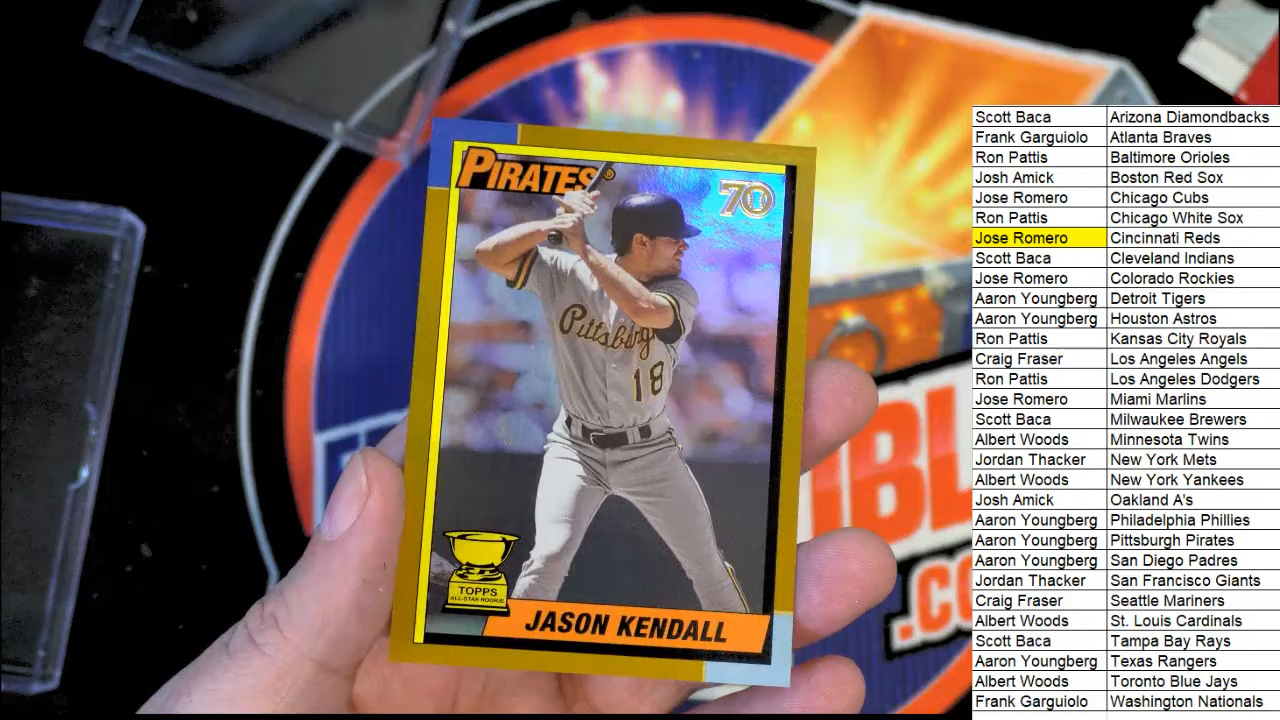 PIRATES®
70
Pittsburg
18
TOPPS
ALL-STAR ROOKIE
JASON KENDALL
IBL
.CO
Scott Baca Arizona Diamondbacks
Frank Garguiolo Atlanta Braves
Ron Pattis Baltimore Orioles
Josh Amick Boston Red Sox
Jose Romero Chicago Cubs
Ron Pattis Chicago White Sox
Jose Romero Cincinnati Reds
Scott Baca Cleveland Indians
Jose Romero Colorado Rockies
Aaron Youngberg Detroit Tigers
Aaron Youngberg Houston Astros
Ron Pattis Kansas City Royals
Craig Fraser Los Angeles Angels
Ron Pattis Los Angeles Dodgers
Jose Romero Miami Marlins
Scott Baca Milwaukee Brewers
Albert Woods Minnesota Twins
Jordan Thacker New York Mets
Albert Woods New York Yankees
Josh Amick Oakland A's
Aaron Youngberg Philadelphia Phillies
Aaron Youngberg Pittsburgh Pirates
Aaron Youngberg San Diego Padres
Jordan Thacker San Francisco Giants
Craig Fraser Seattle Mariners
Albert Woods St. Louis Cardinals
Scott Baca Tampa Bay Rays
Aaron Youngberg Texas Rangers
Albert Woods Toronto Blue Jays
Frank Garguiolo Washington Nationals